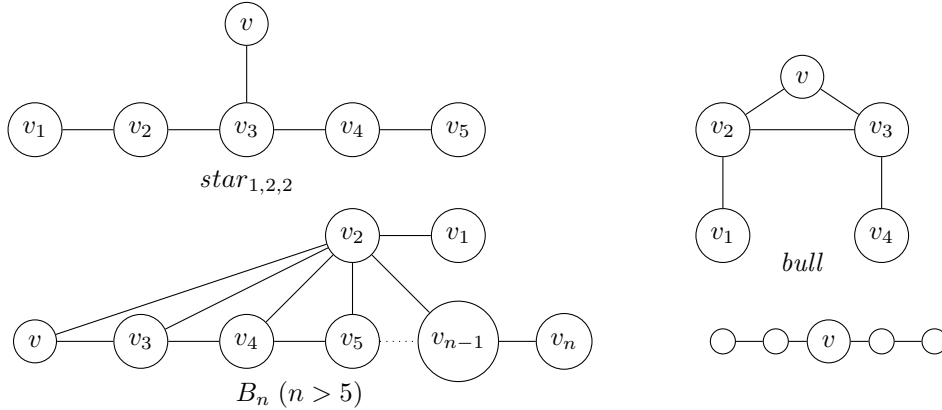 v
v₁ v₂ v₃ v₄ v₅
star₁,₂,₂
v
v₂ v₃
v₁ v₄
bull
v₂ v₁
v v₃ v₄ v₅ vₙ₋₁ vₙ
Bₙ (n > 5)
v